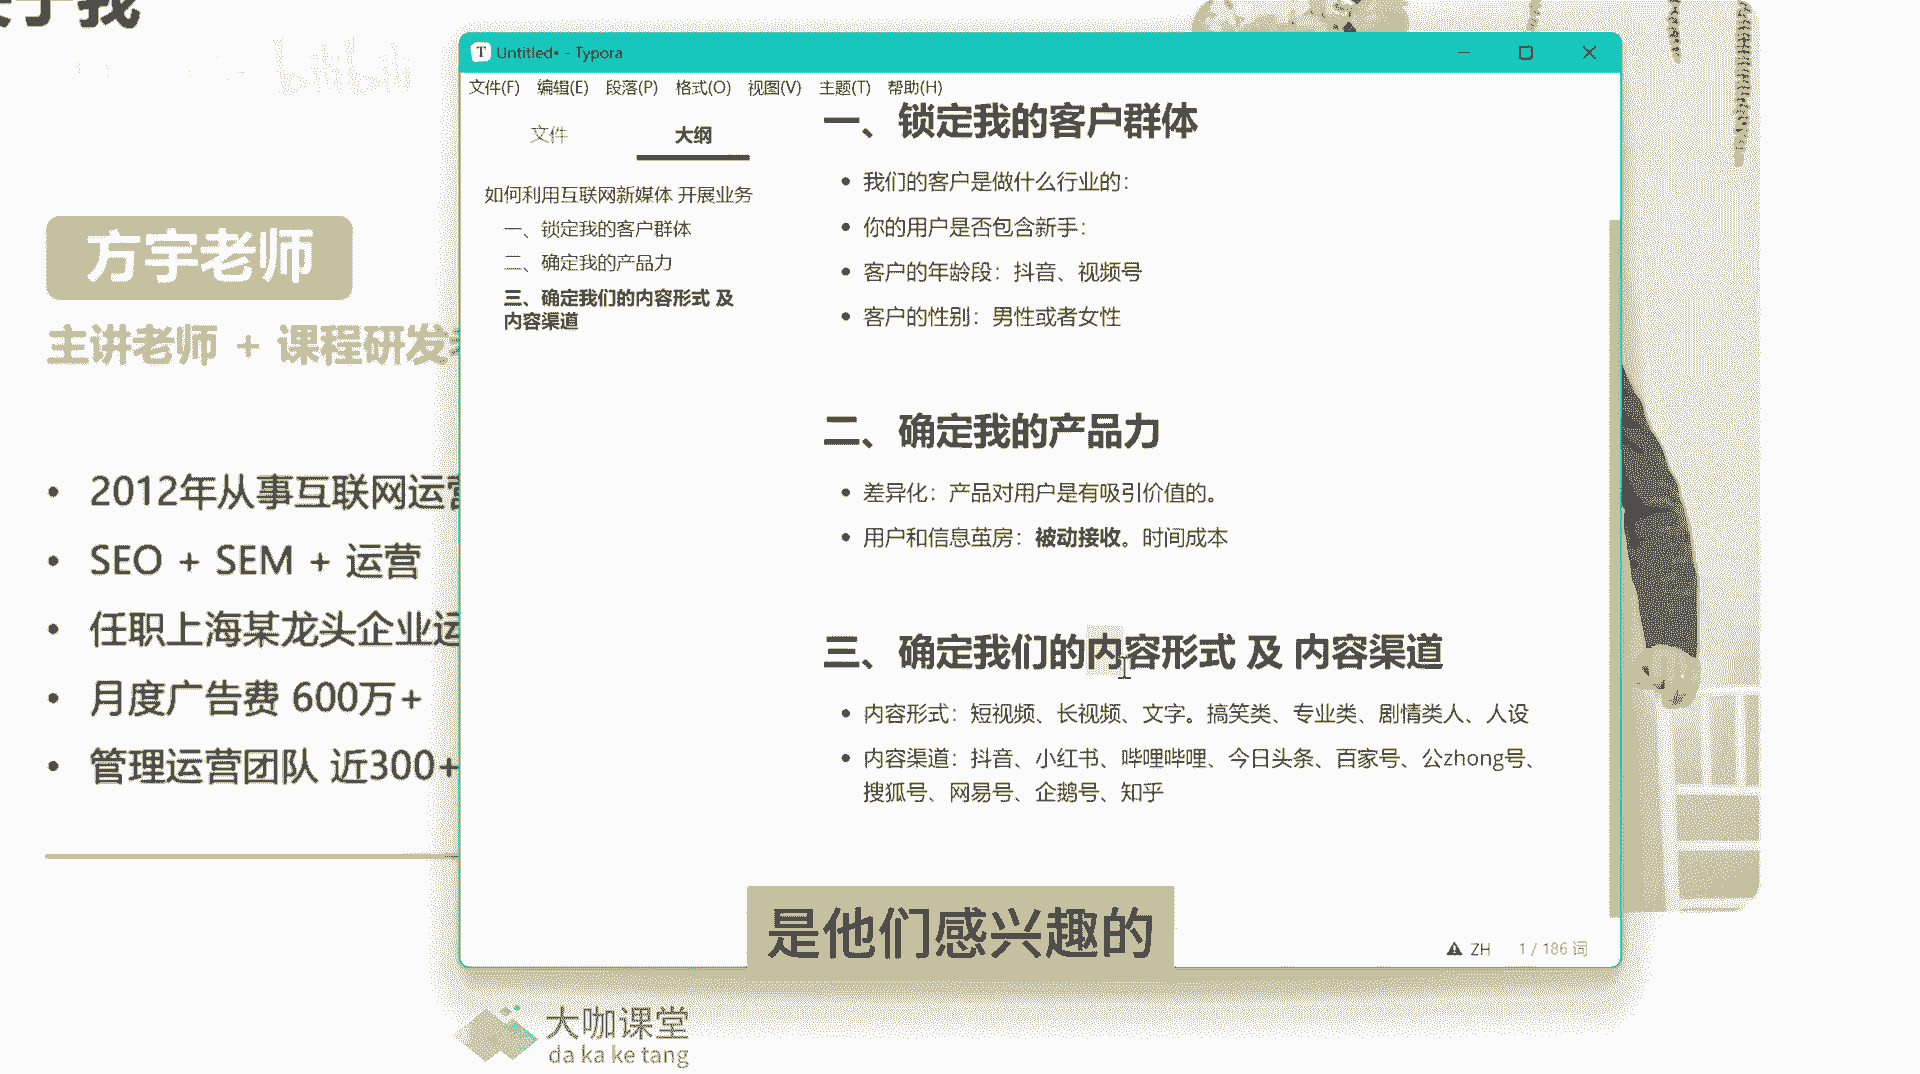 于我
bilibili
方宇老师
主讲老师 + 课程研发
2012年从事互联网运营
SEO + SEM + 运营
任职上海某龙头企业运
月度广告费 600万+
管理运营团队 近300+
Untitled• - Typora
文件(F) 编辑(E) 段落(P) 格式(O) 视图(V) 主题(T) 帮助(H)
文件 大纲
如何利用互联网新媒体 开展业务
一、锁定我的客户群体
二、确定我的产品力
三、确定我们的内容形式 及
内容渠道
一、锁定我的客户群体
我们的客户是做什么行业的:
你的用户是否包含新手:
客户的年龄段: 抖音、视频号
客户的性别: 男性或者女性
二、确定我的产品力
差异化: 产品对用户是有吸引价值的。
用户和信息茧房: 被动接收。时间成本
三、确定我们的内容形式 及 内容渠道
内容形式: 短视频、长视频、文字。搞笑类、专业类、剧情类人、人设
内容渠道: 抖音、小红书、哔哩哔哩、今日头条、百家号、公zhong号、
搜狐号、网易号、企鹅号、知乎
是他们感兴趣的
ZH 1 / 186 词
大咖课堂
da ka ke tang